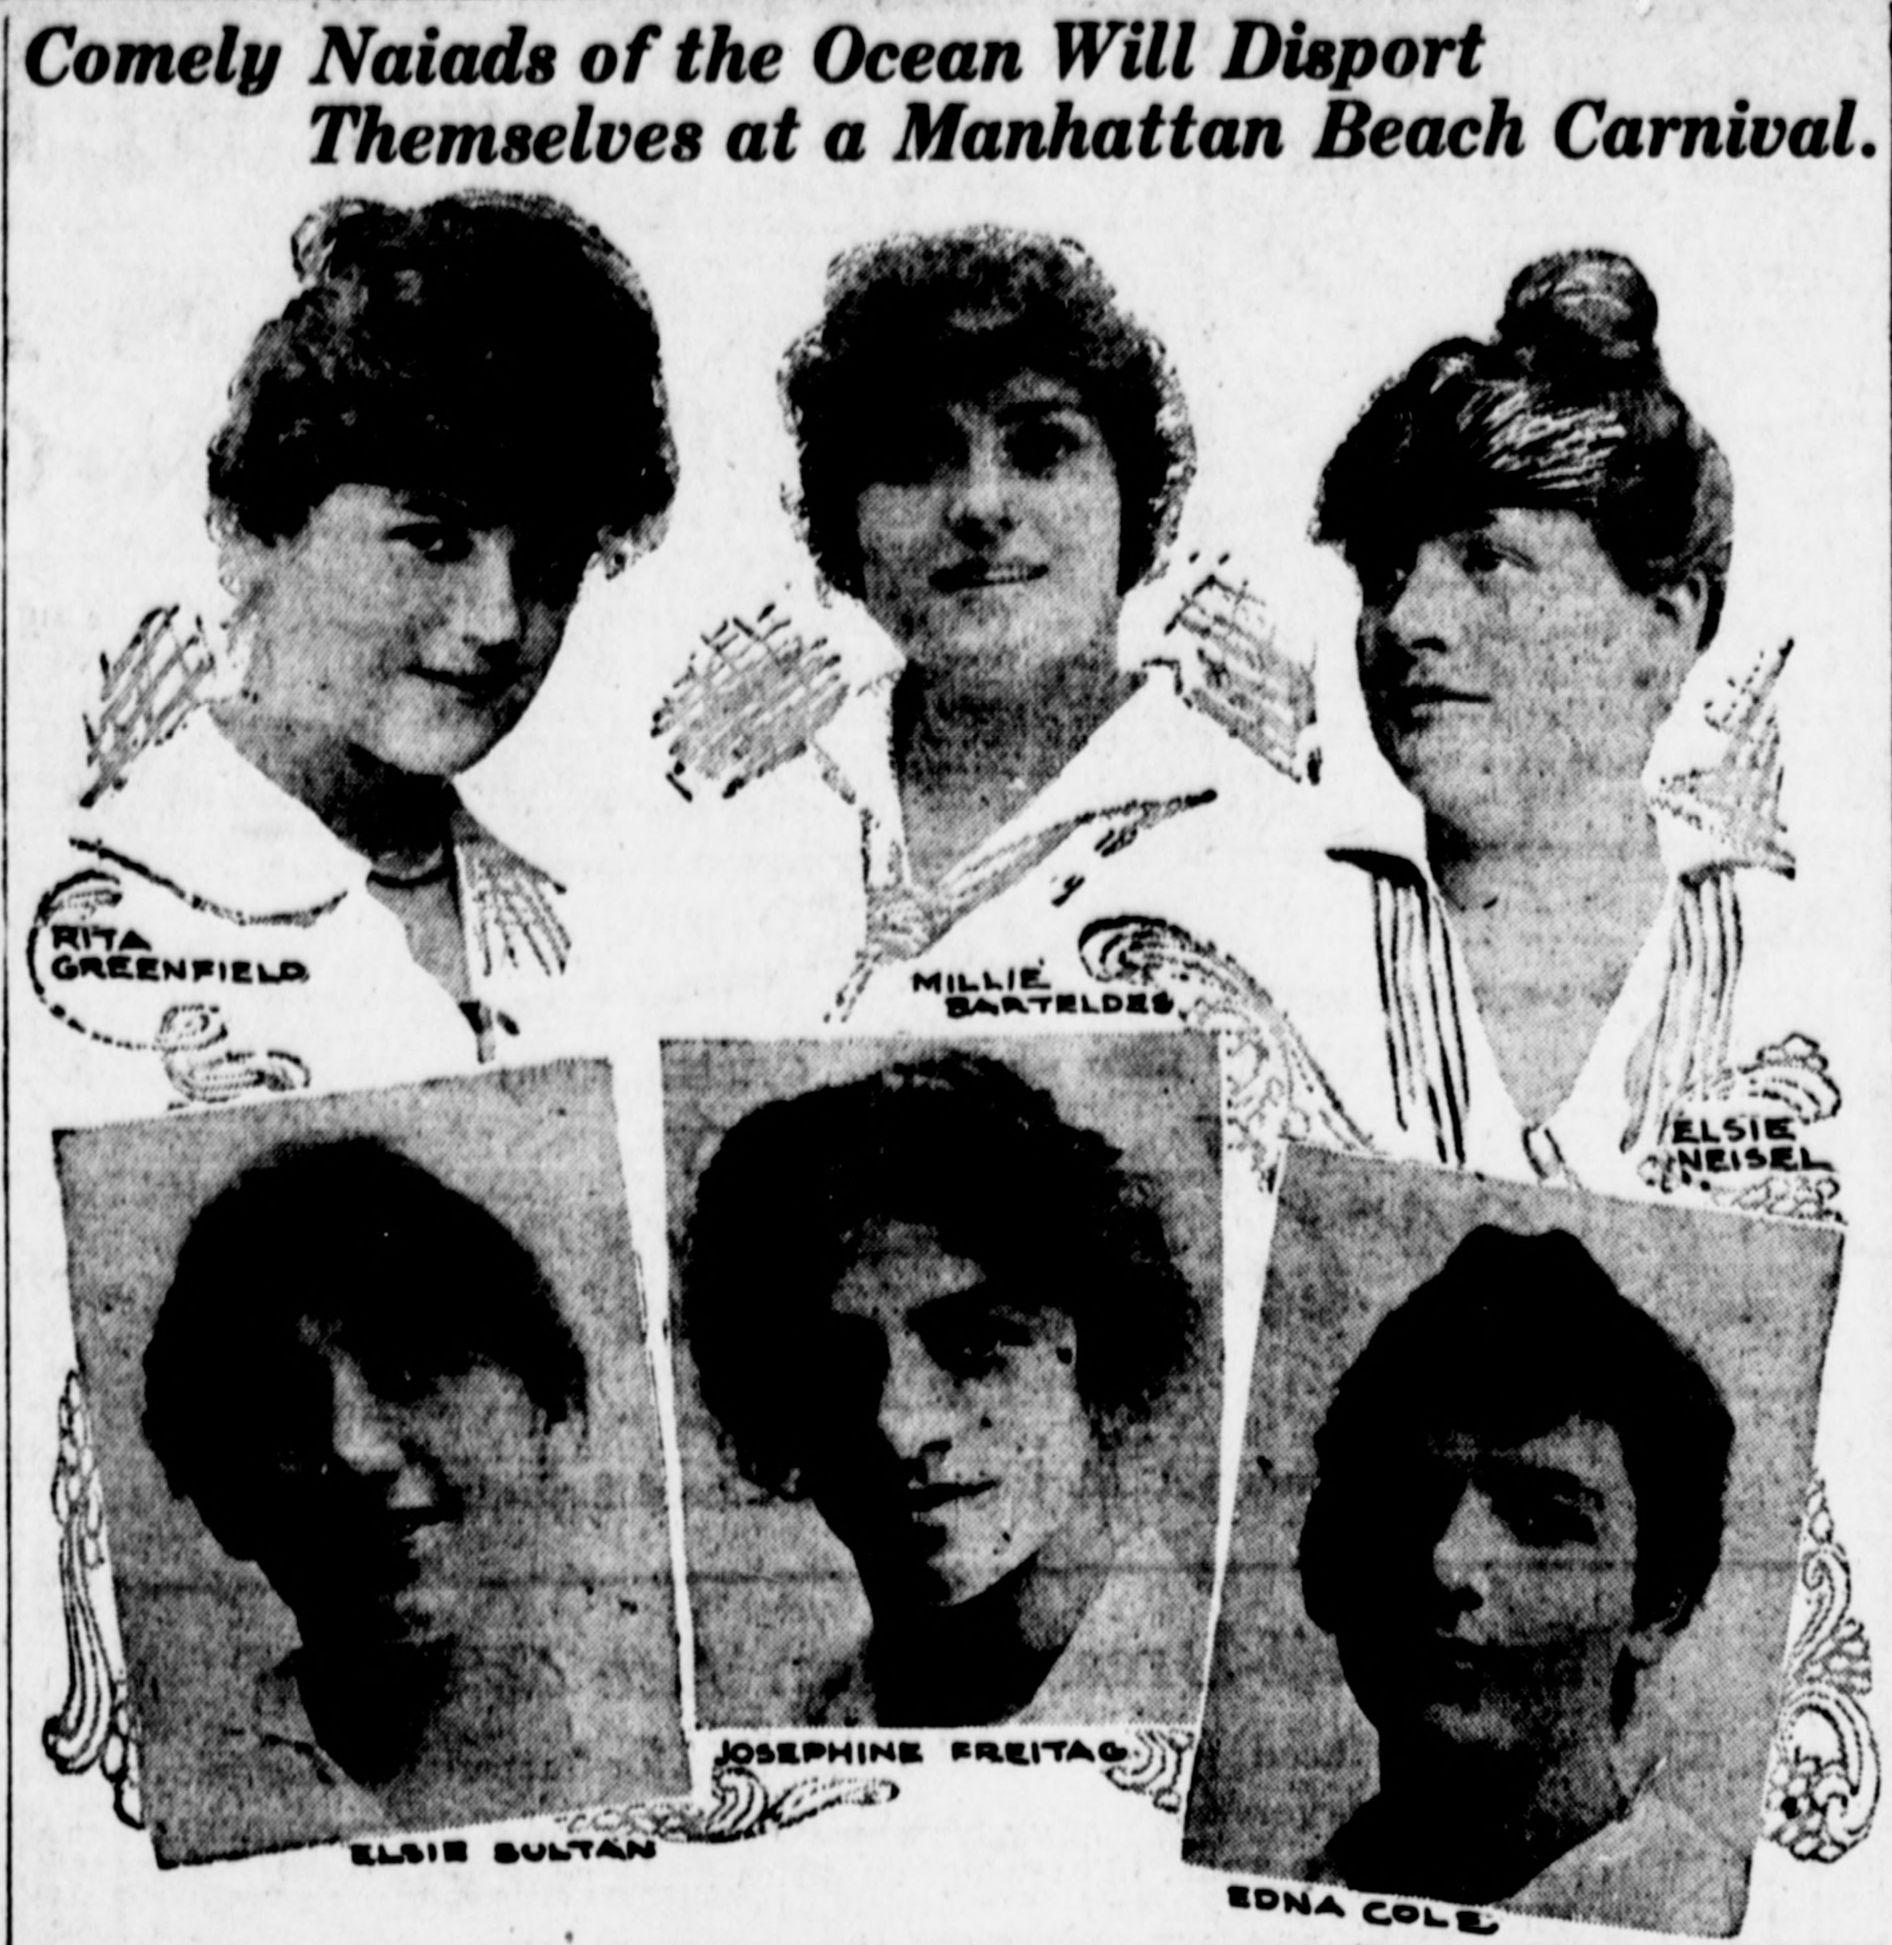 Comely Naiads of the Ocean Will Disport
Themselves at a Manhattan Beach Carnival.
RITA
GREENFIELD
MILLIE
BARTELDES
ELSIE
NEISEL
JOSEPHINE FREITAG
ELSIE SULTAN
EDNA COLE